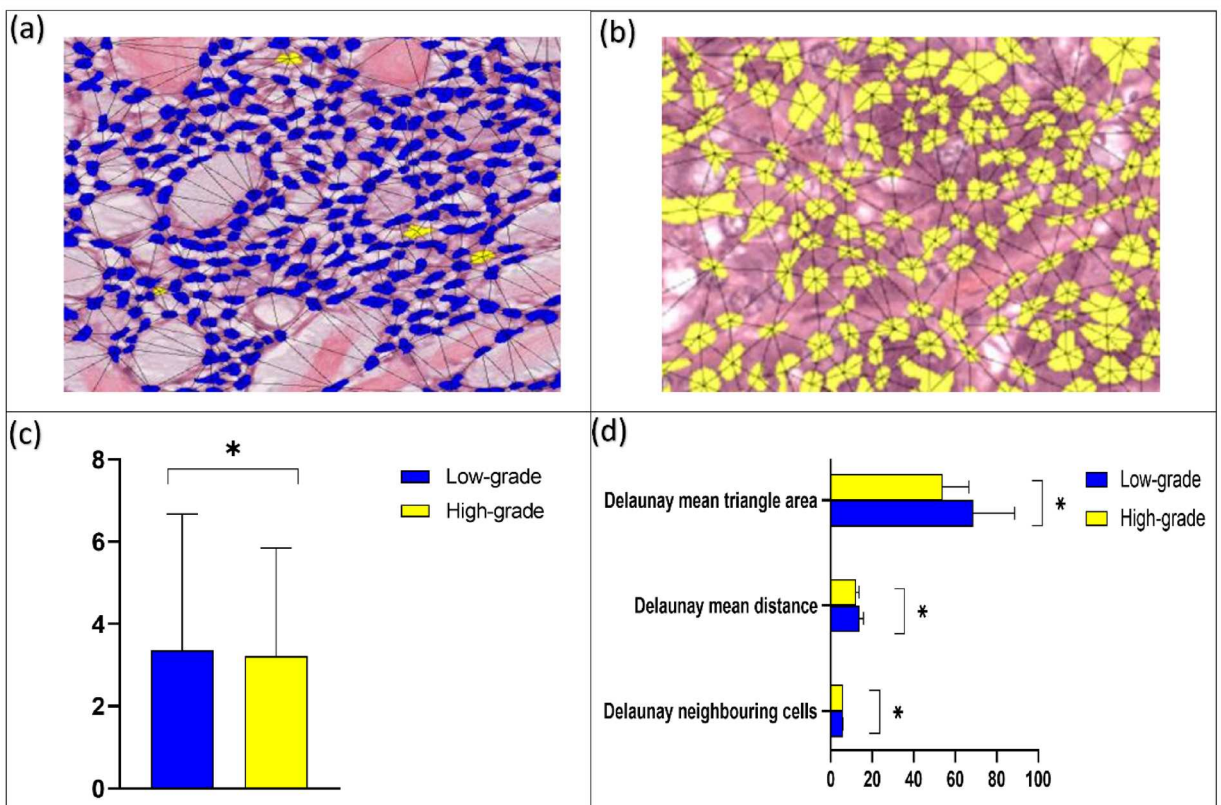 (a)
(b)
(c)
8
6
4
2
0
*
Low-grade
High-grade
(d)
Delaunay mean triangle area
Delaunay mean distance
Delaunay neighbouring cells
*
*
*
Low-grade
High-grade
0 20 40 60 80 100